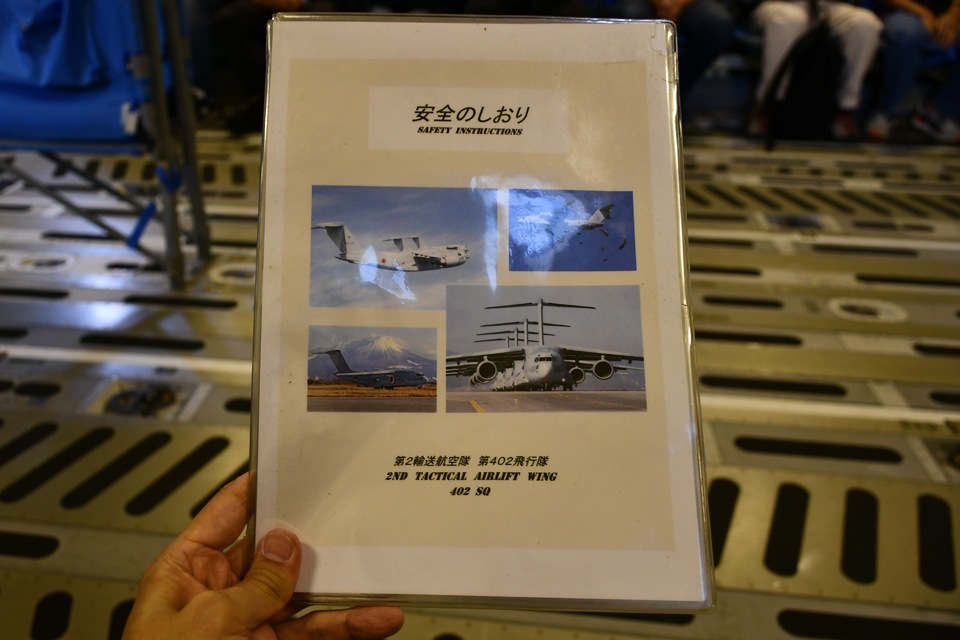 安全のしおり
SAFETY INSTRUCTIONS
第2輸送航空隊 第402飛行隊
2ND TACTICAL AIRLIFT WING
402 SQ